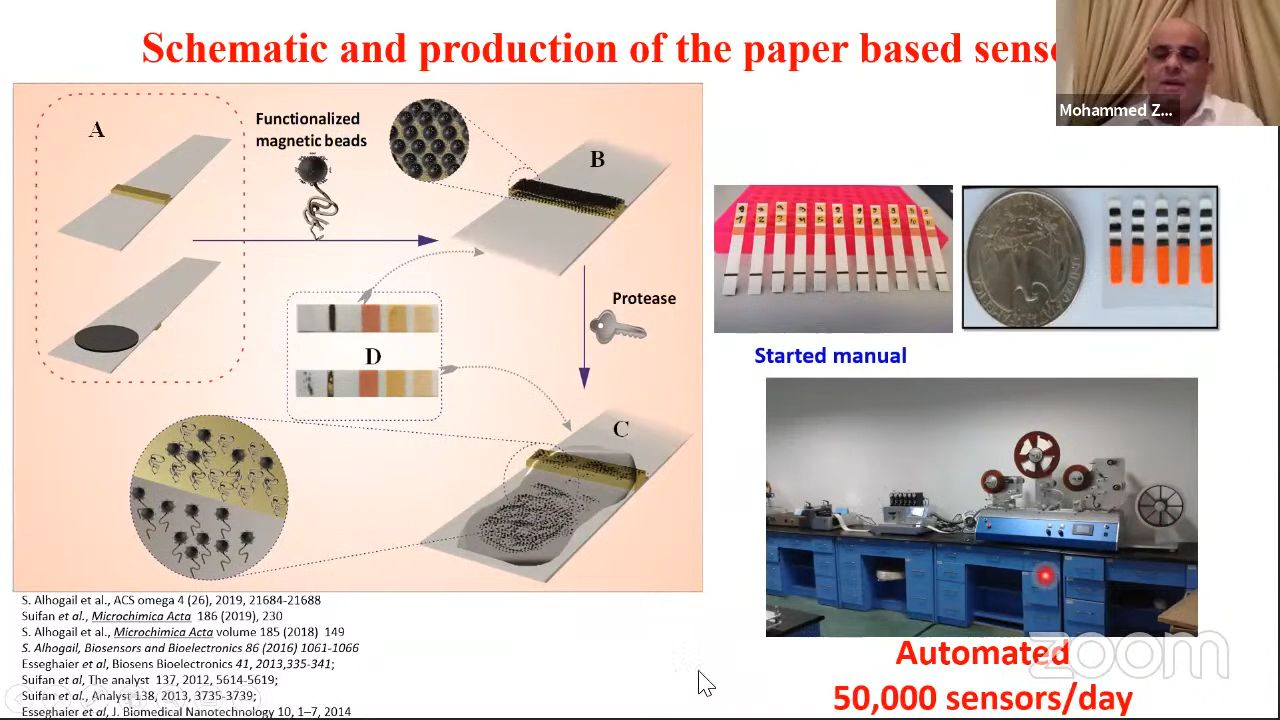 Schematic and production of the paper based sens
Mohammed Z...
A
Functionalized
magnetic beads
B
Protease
D
C
Started manual
Automated
50,000 sensors/day
zoom
S. Alhogail et al., ACS omega 4 (26), 2019, 21684-21688
Suifan et al., Microchimica Acta 186 (2019), 230
S. Alhogail et al., Microchimica Acta volume 185 (2018) 149
S. Alhogail, Biosensors and Bioelectronics 86 (2016) 1061-1066
Esseghaier et al, Biosens Bioelectronics 41, 2013,335-341;
Suifan et al, The analyst 137, 2012, 5614-5619;
Suifan et al., Analyst 138, 2013, 3735-3739;
Esseghaier et al, J. Biomedical Nanotechnology 10, 1–7, 2014